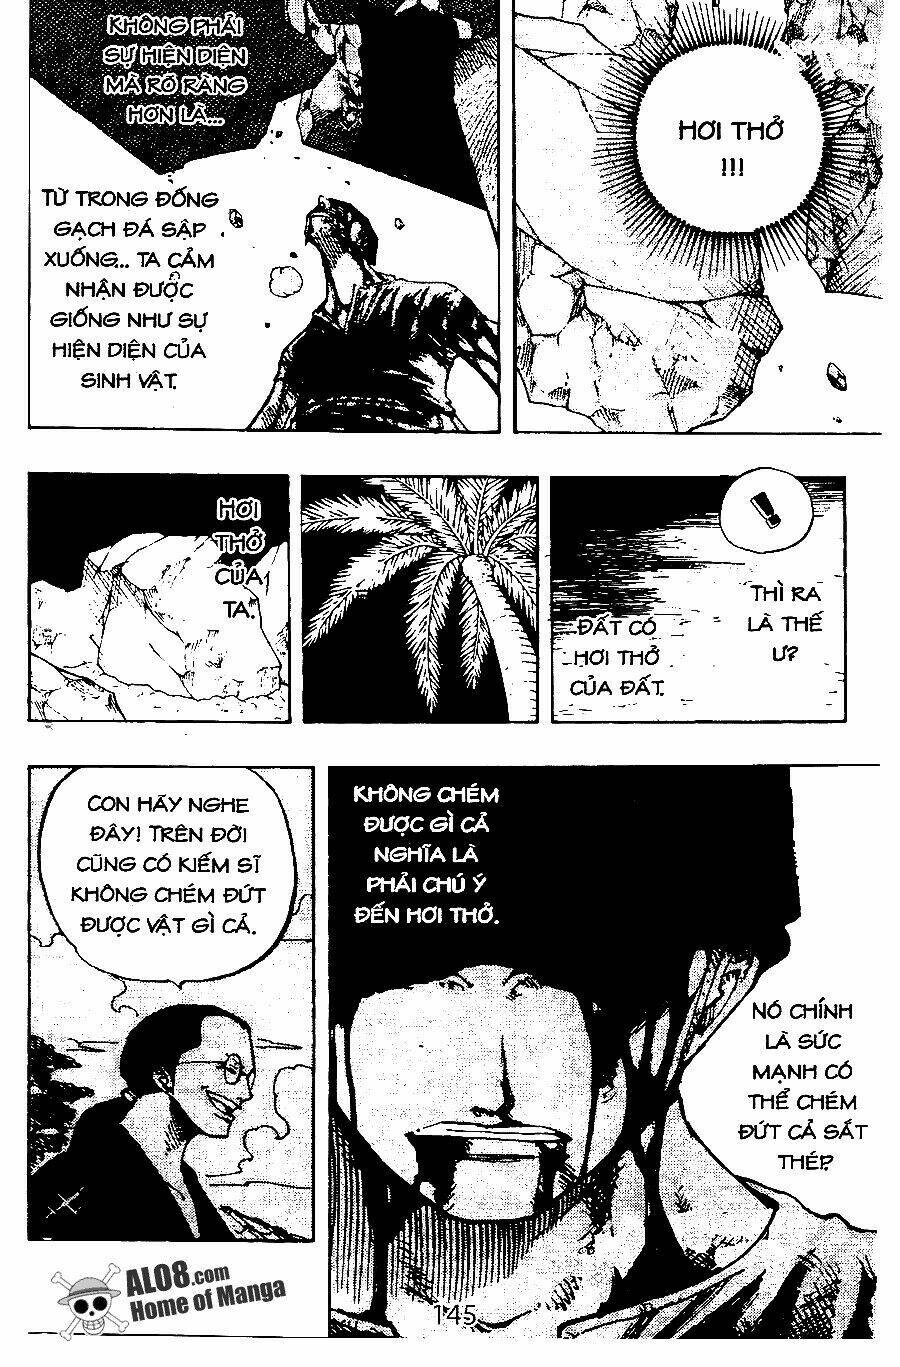 KHÔNG PHẢI
SỰ HIỆN DIỆN
MÀ RÕ RÀNG
HƠN LÀ...
TỪ TRONG ĐỐNG
GẠCH ĐÁ SẬP
XUỐNG... TA CẢM
NHẬN ĐƯỢC
GIỐNG NHƯ SỰ
HIỆN DIỆN CỦA
SINH VẬT.
HƠI THỞ
!!!
HƠI
THỞ
CỦA
TA.
!
THÌ RA
LÀ THẾ
Ư?
ĐẤT CÓ
HƠI THỞ
CỦA ĐẤT.
CON HÃY NGHE
ĐÂY! TRÊN ĐỜI
CŨNG CÓ KIẾM SĨ
KHÔNG CHÉM ĐỨT
ĐƯỢC VẬT GÌ CẢ.
KHÔNG CHÉM
ĐƯỢC GÌ CẢ
NGHĨA LÀ
PHẢI CHÚ Ý
ĐẾN HƠI THỞ.
NÓ CHÍNH
LÀ SỨC
MẠNH CÓ
THỂ CHÉM
ĐỨT CẢ SẮT
THÉP?
AL08.com
Home of Manga
145